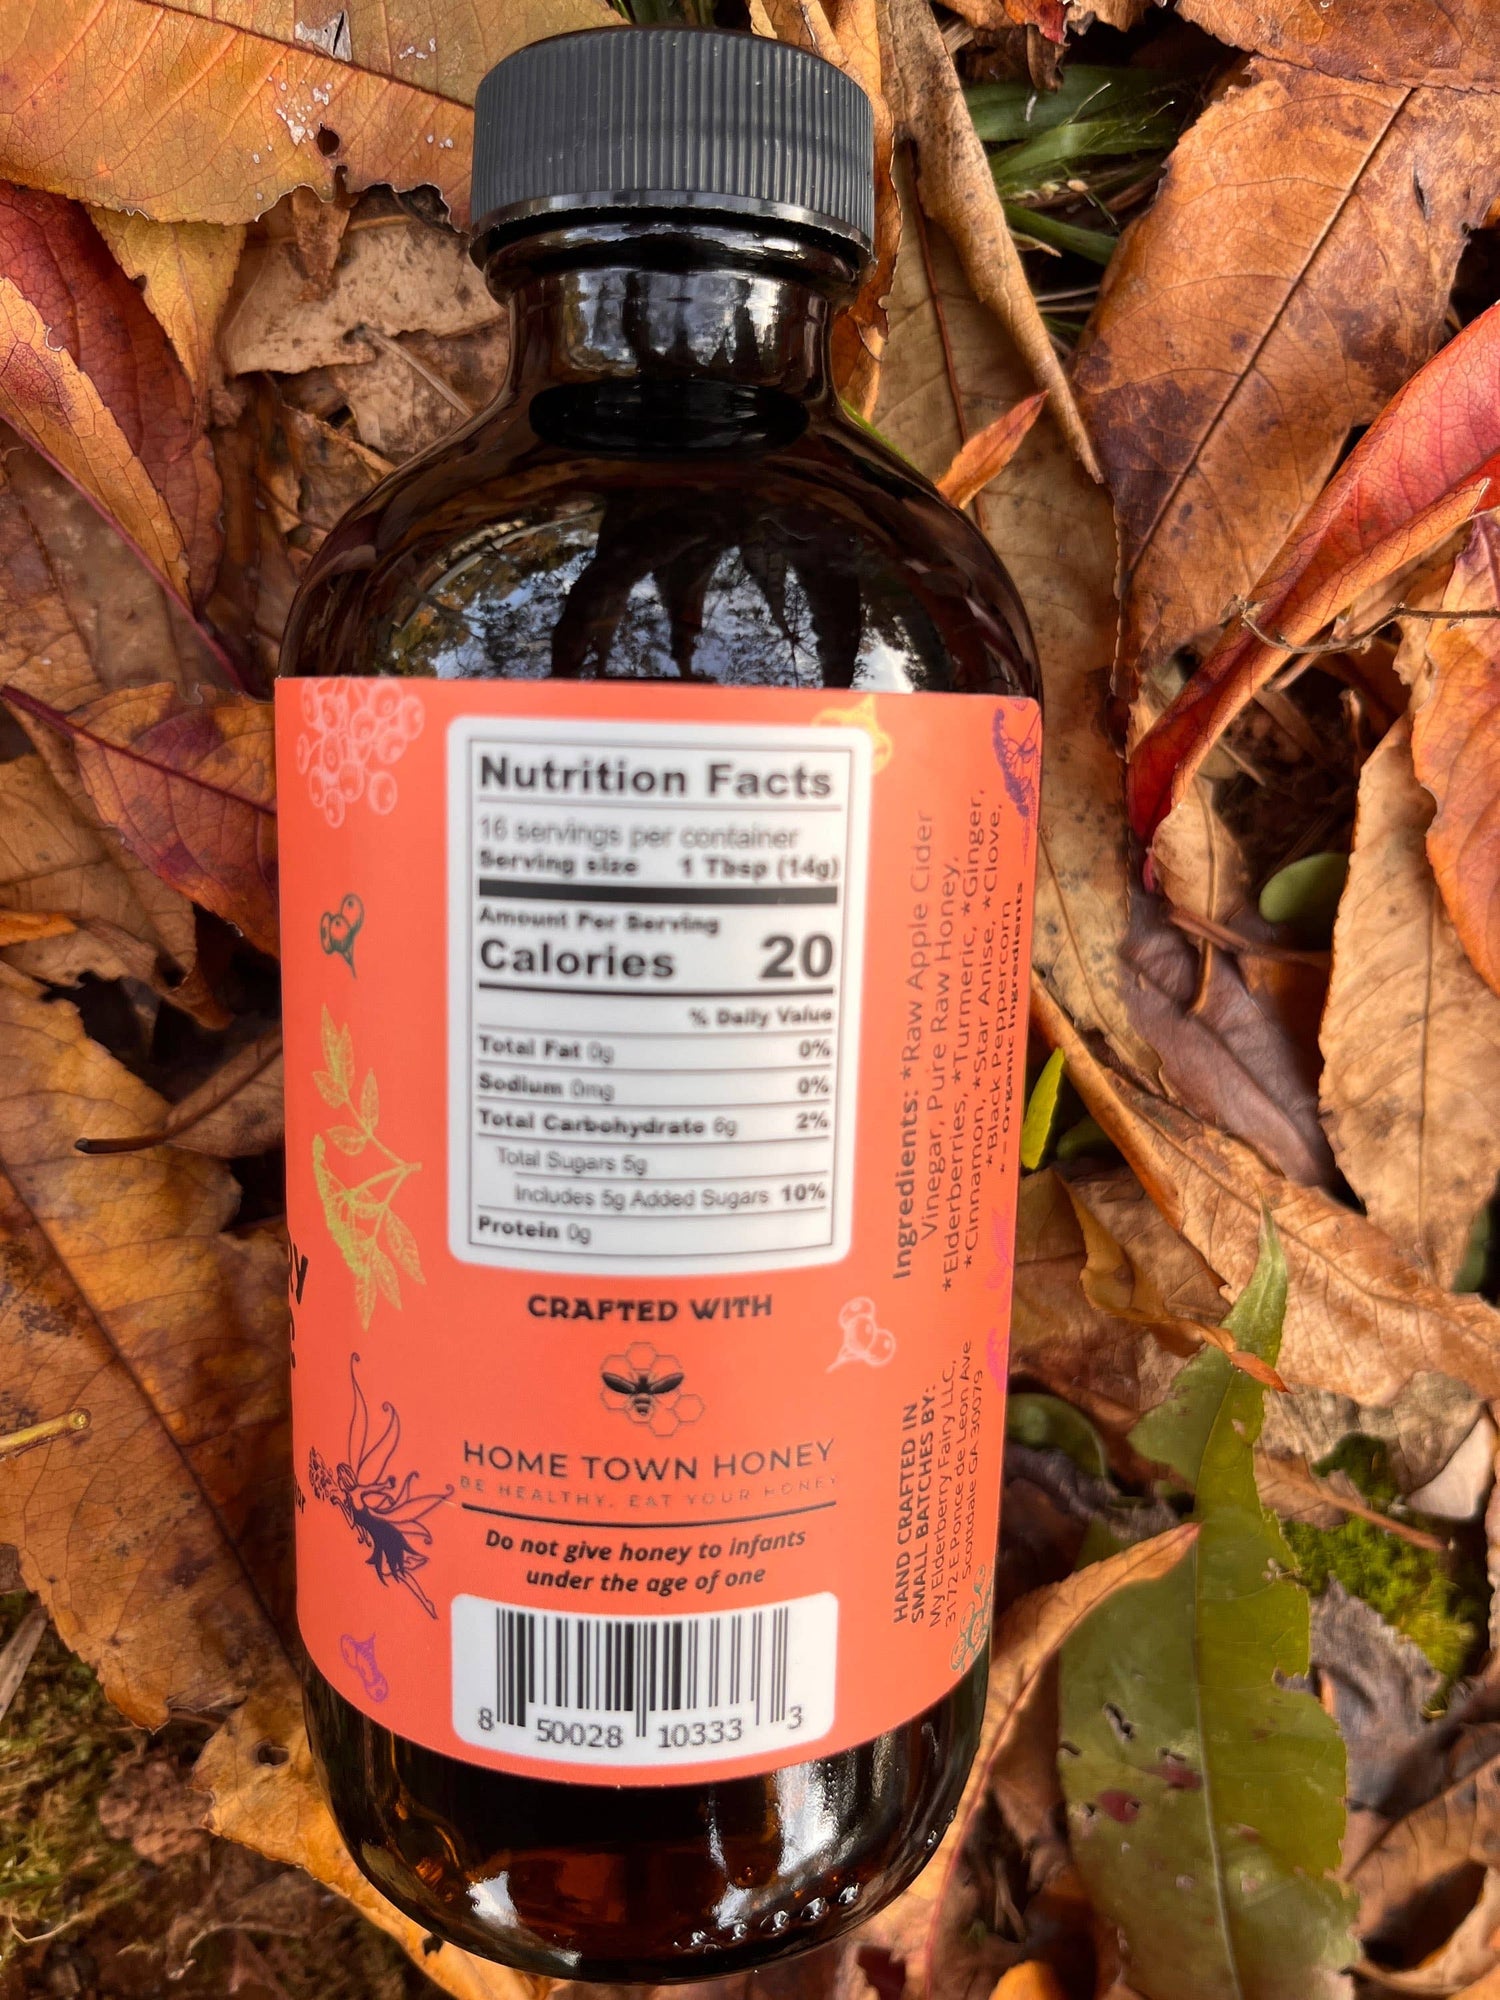 Nutrition Facts
16 servings per container
Serving size 1 Tbsp (14g)
Amount Per Serving
Calories 20
% Daily Value
Total Fat 0g 0%
Sodium 0mg 0%
Total Carbohydrate 6g 2%
Total Sugars 5g
Includes 5g Added Sugars 10%
Protein 0g
CRAFTED WITH
HOME TOWN HONEY
BE HEALTHY, EAT YOUR HONEY
Do not give honey to infants
under the age of one
8 50028 10333 3
Ingredients: *Raw Apple Cider
Vinegar, Pure Raw Honey,
*Elderberries, *Turmeric, *Ginger,
*Cinnamon, *Star Anise, *Clove,
*Black Peppercorn
* - organic ingredients
HAND CRAFTED IN
SMALL BATCHES BY:
My Elderberry Fairy LLC,
3172 E Ponce de Leon Ave
Scottdale GA 30079